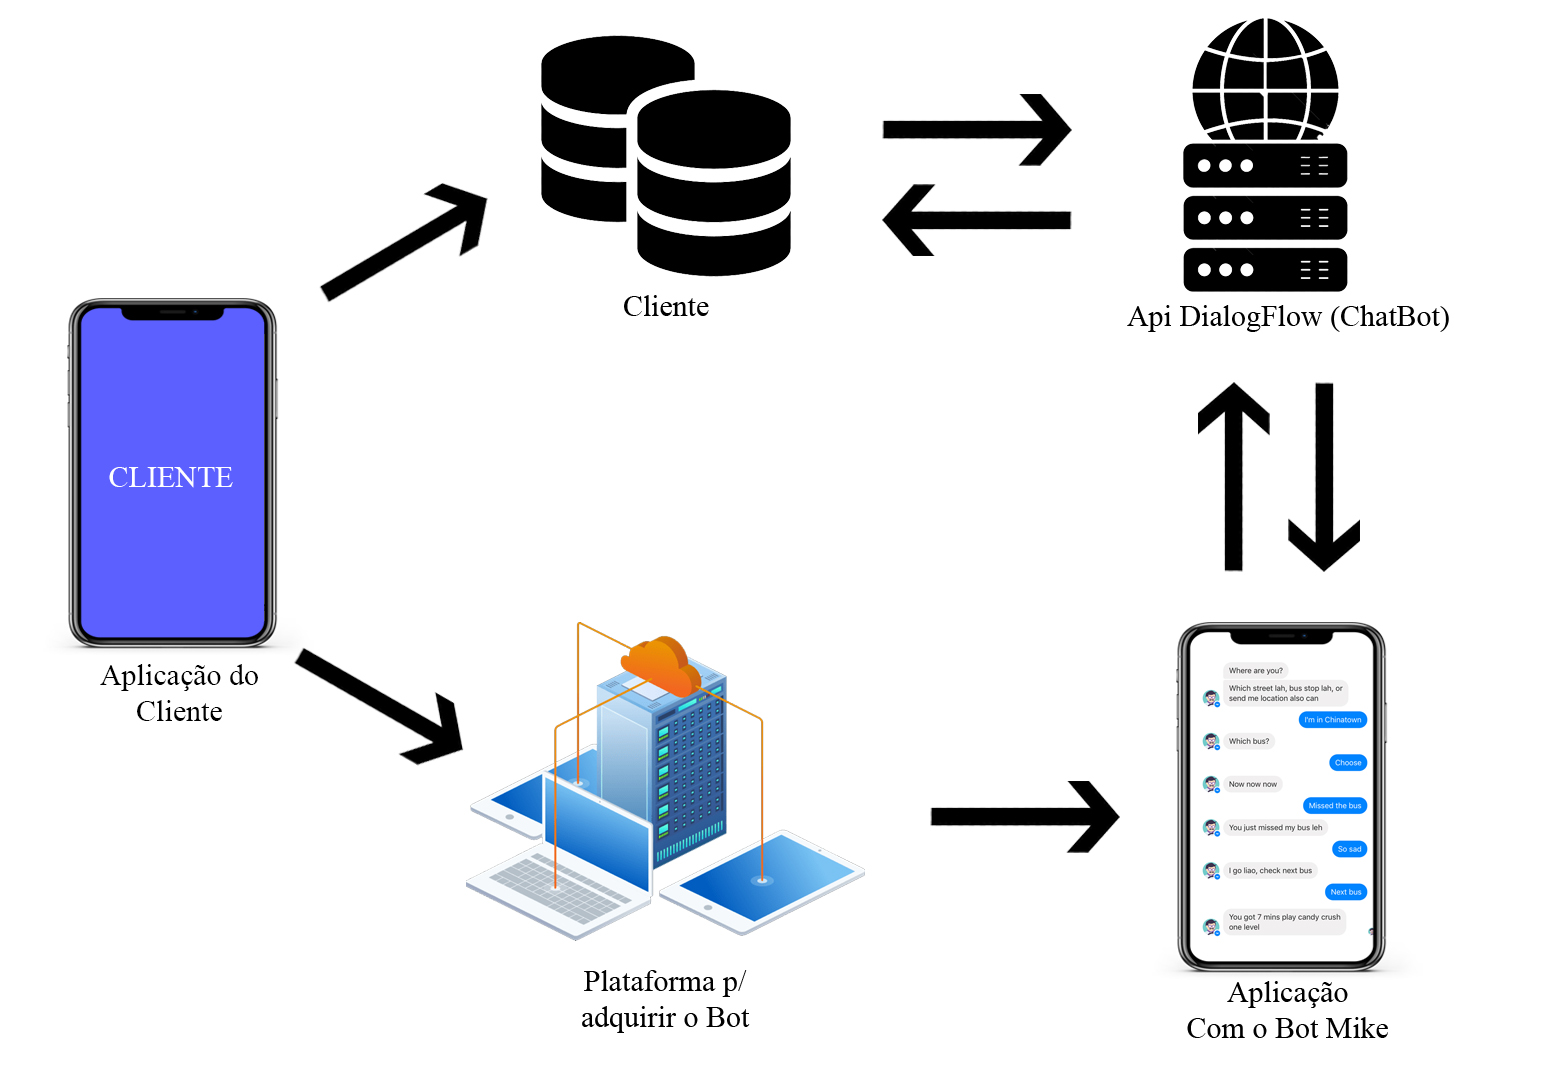 Cliente
Api DialogFlow (ChatBot)
CLIENTE
Aplicação do
Cliente
Plataforma p/
adquirir o Bot
Where are you?
Which street lah, bus stop lah, or
send me location also can
I'm in Chinatown
Which bus?
Choose
Now now now
Missed the bus
You just missed my bus leh
So sad
I go liao, check next bus
Next bus
You got 7 mins play candy crush
one level
Aplicação
Com o Bot Mike